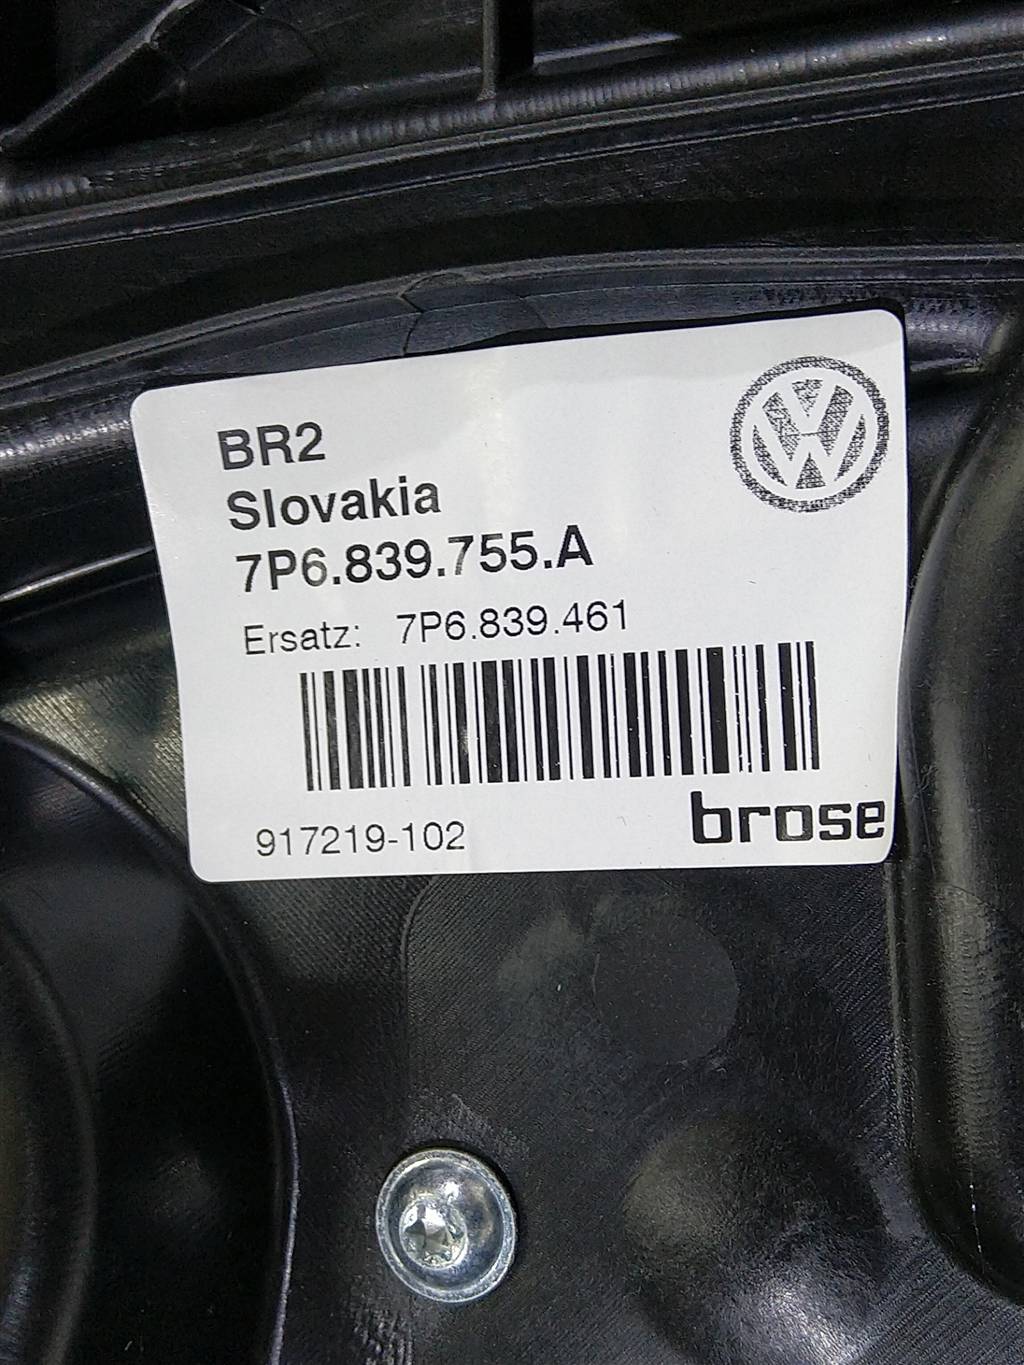 BR2
Slovakia
7P6.839.755.A
Ersatz: 7P6.839.461
917219-102
brose